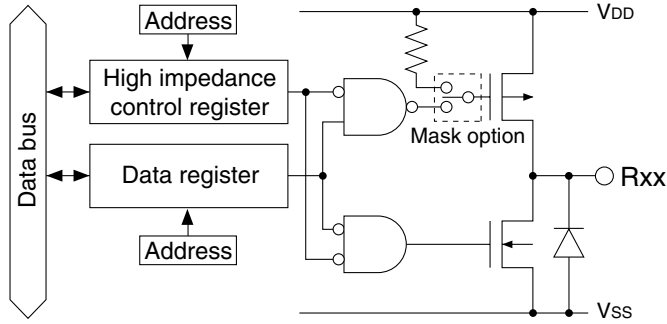 Address
VDD
High impedance
control register
Mask option
Data bus
Data register
Rxx
Address
VSS